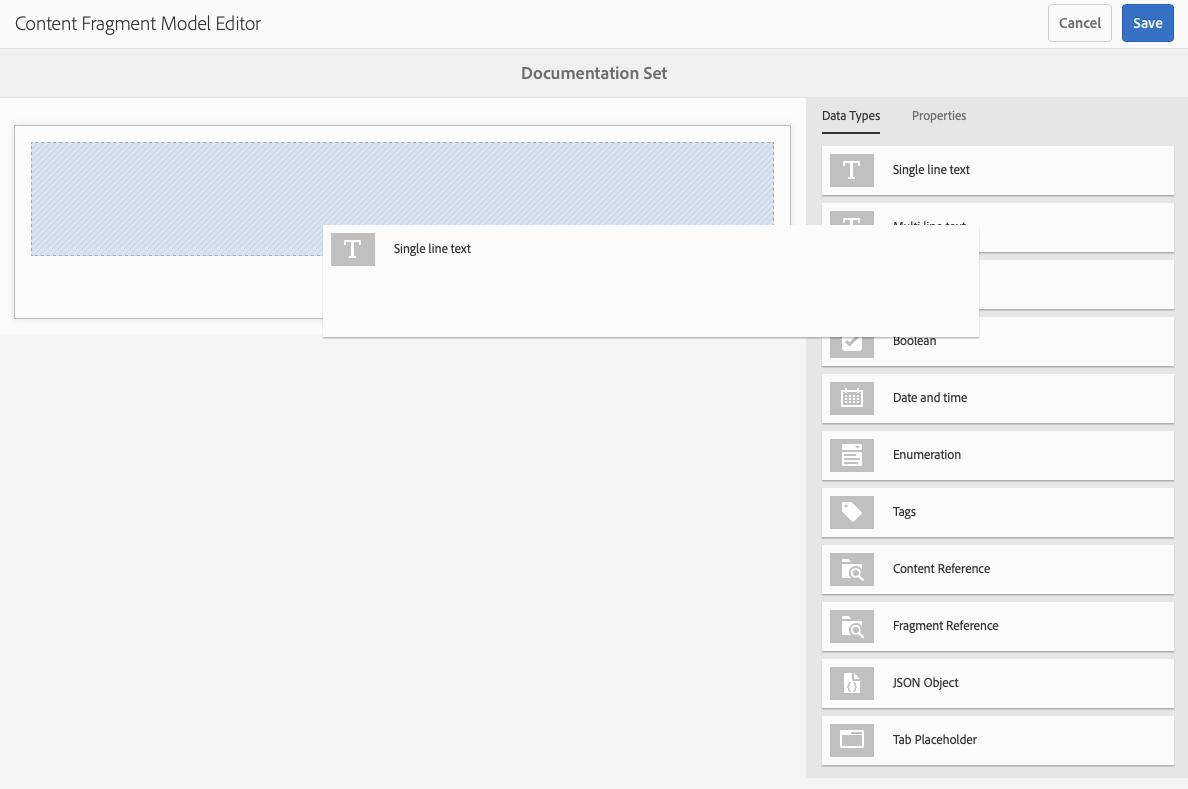 Content Fragment Model Editor
Cancel
Save
Documentation Set
Data Types
Properties
Single line text
Multi line text
Single line text
Boolean
Date and time
Enumeration
Tags
Content Reference
Fragment Reference
JSON Object
Tab Placeholder